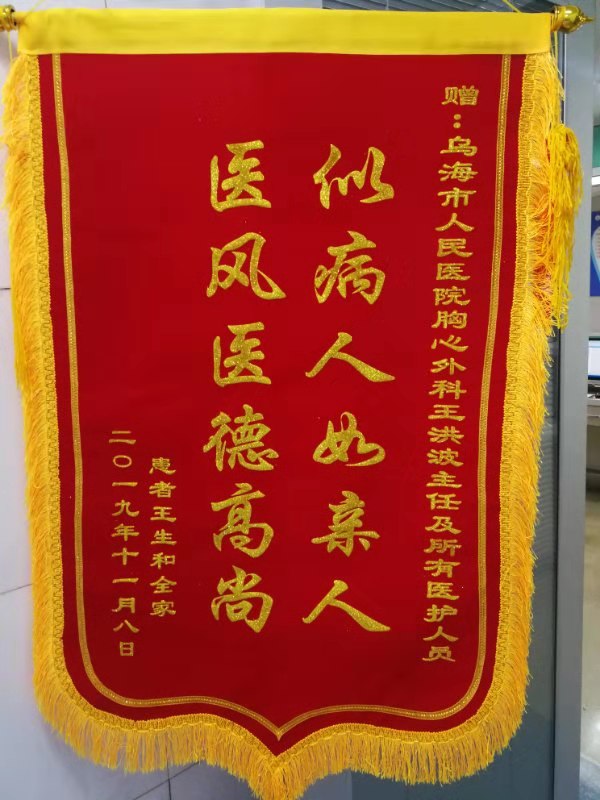 赠：乌海市人民医院胸心外科王洪波主任及所有医护人员
似病人如亲人
医风医德高尚
患者王生和全家
二〇一九年十一月八日